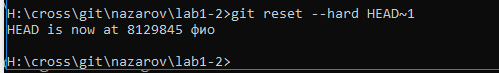 H:\cross\git\nazarov\lab1-2>git reset --hard HEAD~1
HEAD is now at 8129845 фио
H:\cross\git\nazarov\lab1-2>